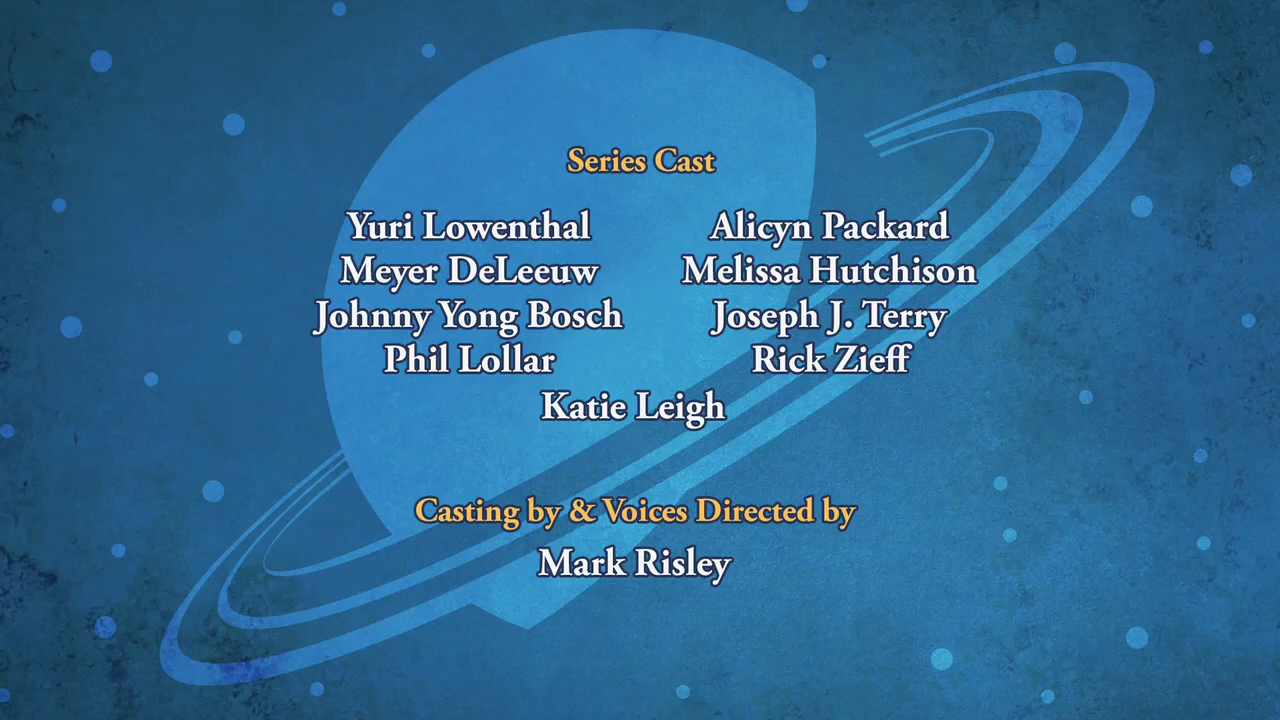 Series Cast
Yuri Lowenthal Alicyn Packard
Meyer DeLeeuw Melissa Hutchison
Johnny Yong Bosch Joseph J. Terry
Phil Lollar Rick Zieff
Katie Leigh
Casting by & Voices Directed by
Mark Risley